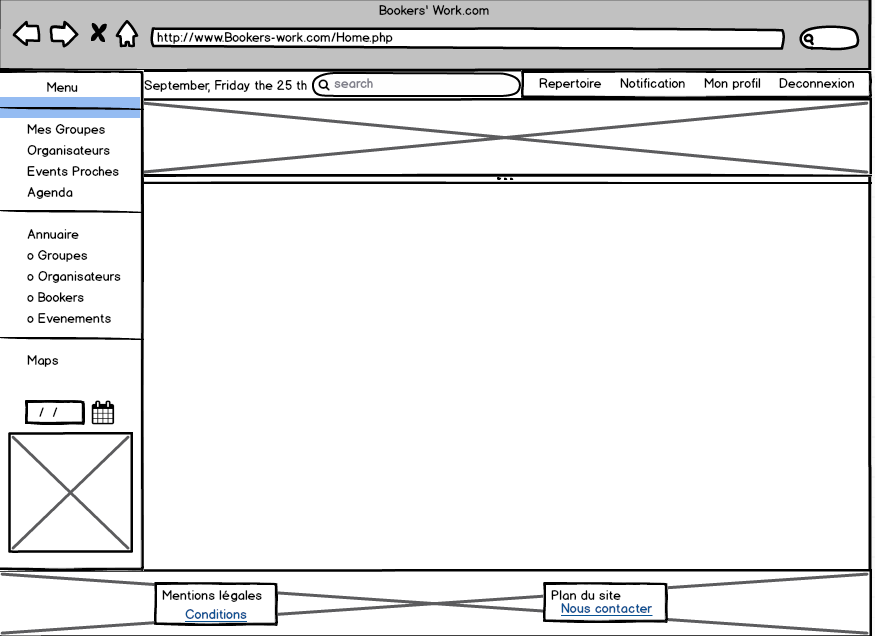 Bookers' Work.com
http://www.Bookers-work.com/Home.php
Menu
September, Friday the 25 th
search
Repertoire Notification Mon profil Deconnexion
Mes Groupes
Organisateurs
Events Proches
Agenda
Annuaire
o Groupes
o Organisateurs
o Bookers
o Evenements
Maps
/ /
Mentions légales
Conditions
Plan du site
Nous contacter